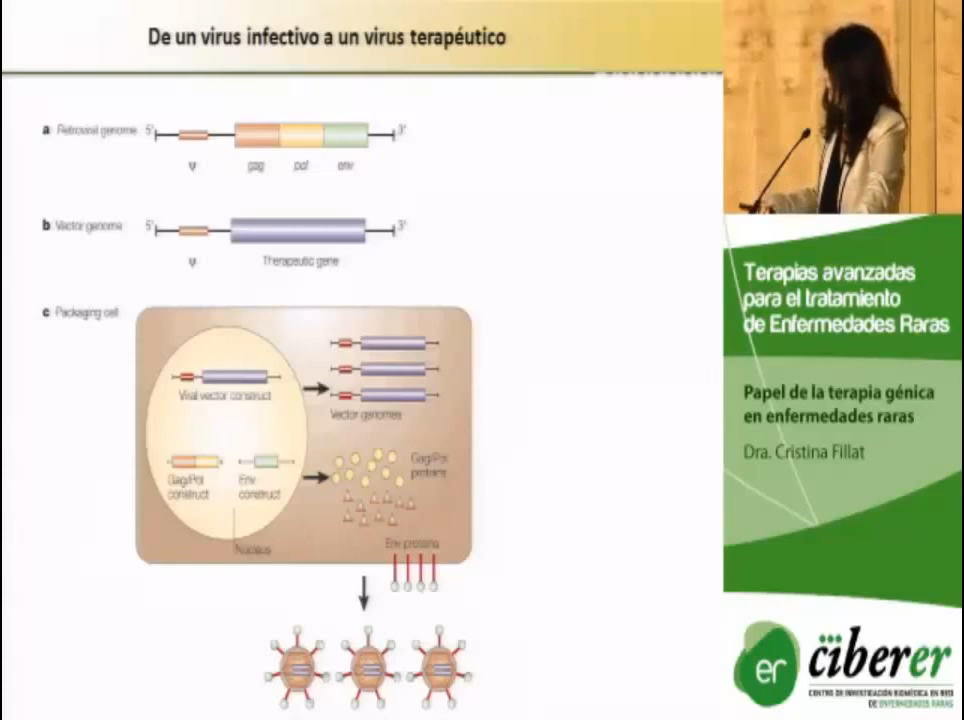 De un virus infectivo a un virus terapéutico
a Retroviral genome 5' 3'
Ψ gag pol env
b Vector genome 5' 3'
Ψ Therapeutic gene
c Packaging cell
Viral vector construct
Vector genomes
Gag/Pol
construct
Env
construct
Gag/Pol
proteins
Nucleus
Env proteins
Terapias avanzadas
para el tratamiento
de Enfermedades Raras
Papel de la terapia génica
en enfermedades raras
Dra. Cristina Fillat
er
ciberer
CENTRO DE INVESTIGACIÓN BIOMÉDICA EN RED
DE ENFERMEDADES RARAS